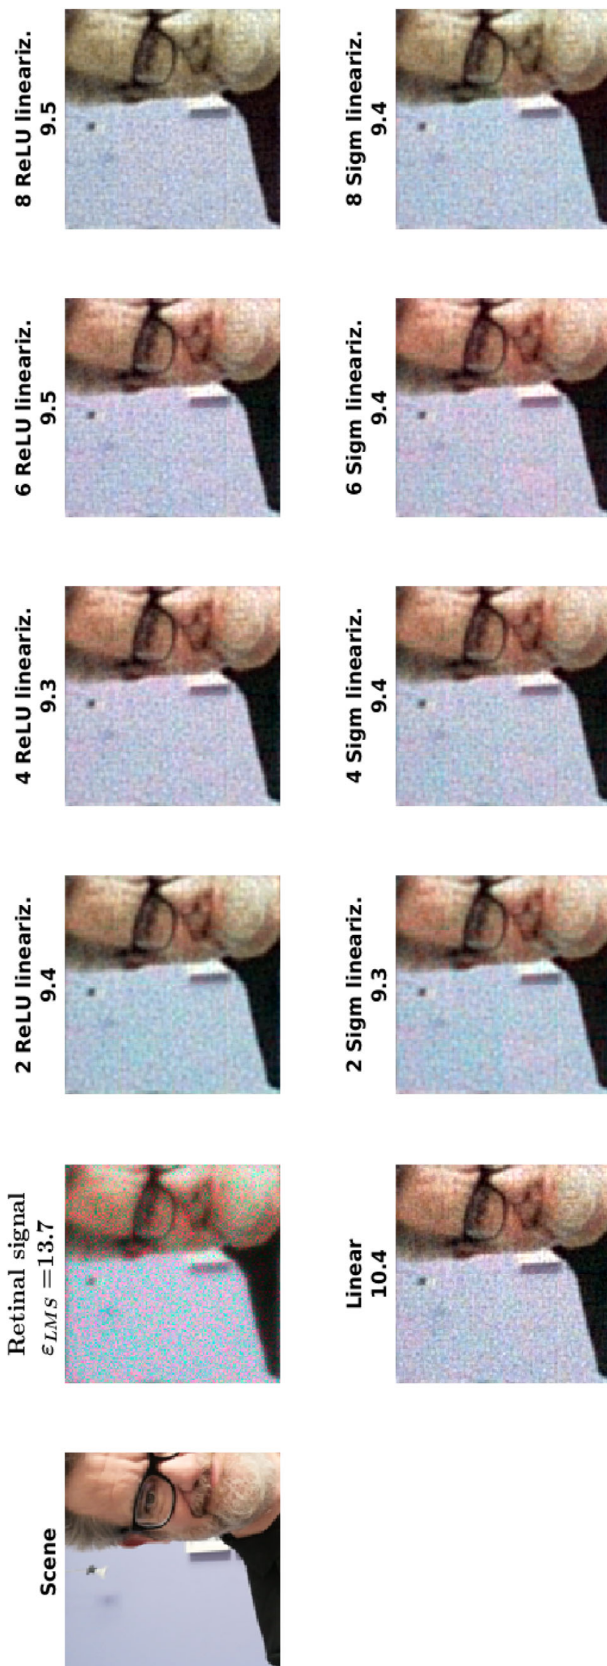 Scene
Retinal signal
ε_LMS =13.7
2 ReLU lineariz.
9.4
4 ReLU lineariz.
9.3
6 ReLU lineariz.
9.5
8 ReLU lineariz.
9.5
Linear
10.4
2 Sigm lineariz.
9.3
4 Sigm lineariz.
9.4
6 Sigm lineariz.
9.4
8 Sigm lineariz.
9.4